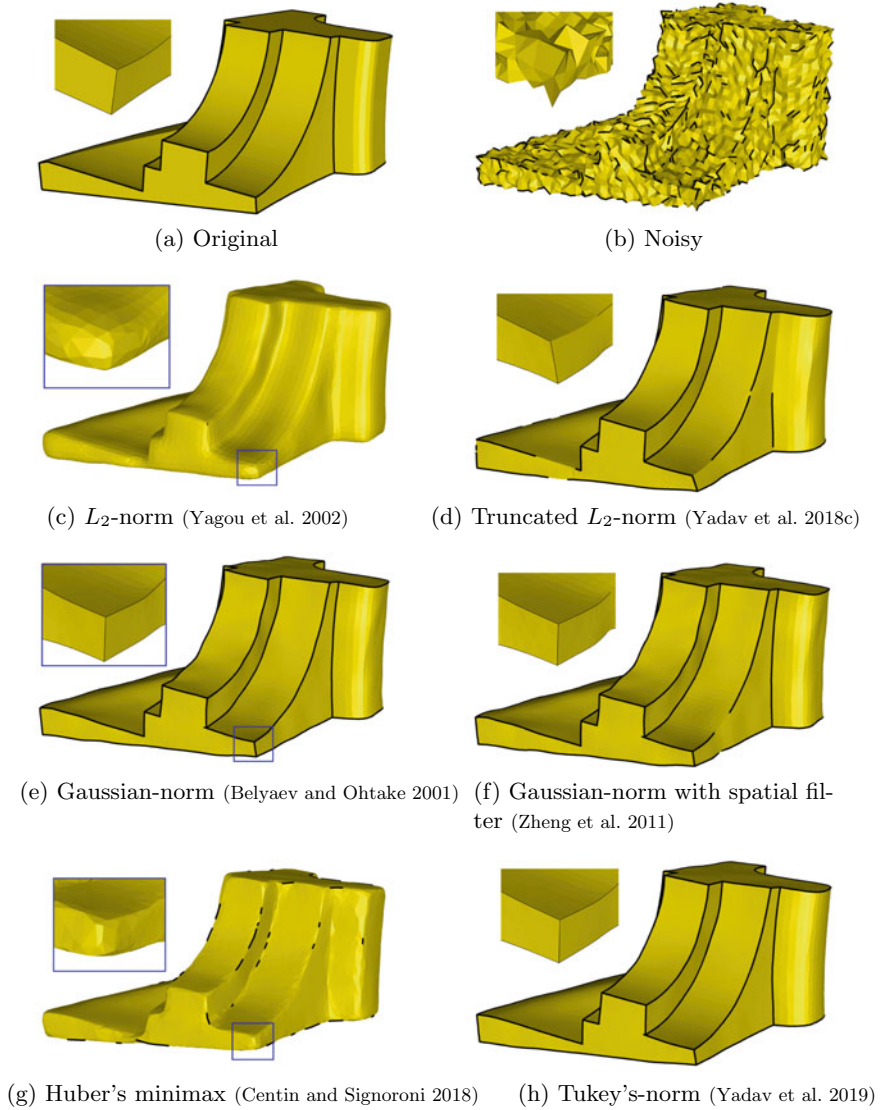 (a) Original
(b) Noisy
(c) L₂-norm (Yagou et al. 2002)
(d) Truncated L₂-norm (Yadav et al. 2018c)
(e) Gaussian-norm (Belyaev and Ohtake 2001)
(f) Gaussian-norm with spatial fil-
ter (Zheng et al. 2011)
(g) Huber's minimax (Centin and Signoroni 2018)
(h) Tukey's-norm (Yadav et al. 2019)